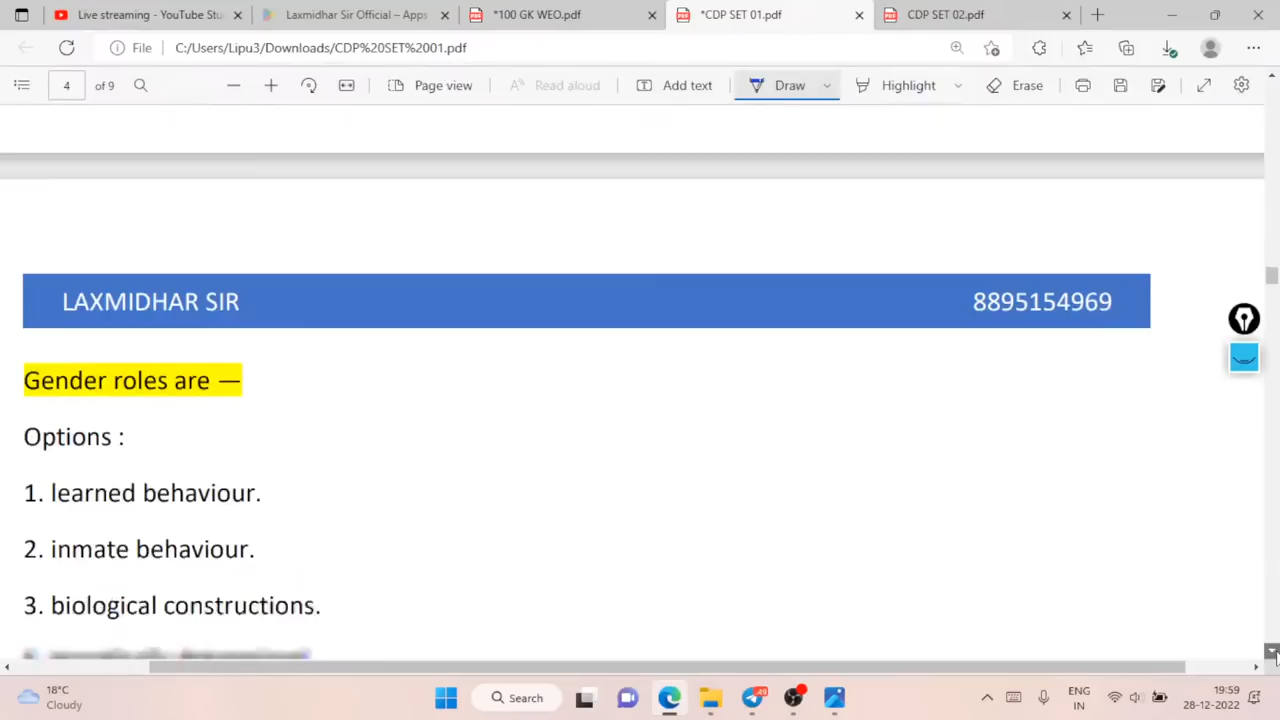 Live streaming - YouTube Stu
Laxmidhar Sir Official – Apps
*100 GK WEO.pdf
*CDP SET 01.pdf
CDP SET 02.pdf
File
C:/Users/Lipu3/Downloads/CDP%20SET%2001.pdf
4
of 9
Page view
Read aloud
Add text
Draw
Highlight
Erase
LAXMIDHAR SIR
8895154969
Gender roles are —
Options :
1. learned behaviour.
2. inmate behaviour.
3. biological constructions.
18°C
Cloudy
Search
49
ENG
IN
19:59
28-12-2022